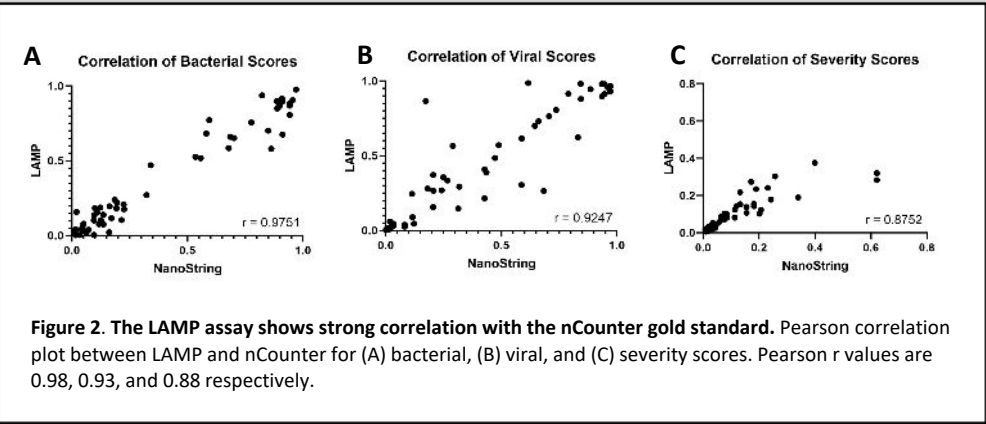 A
Correlation of Bacterial Scores
1.0
0.5
0.0
LAMP
0.0
0.5
1.0
NanoString
r = 0.9751
B
Correlation of Viral Scores
1.0
0.5
0.0
LAMP
0.0
0.5
1.0
NanoString
r = 0.9247
C
Correlation of Severity Scores
0.8
0.6
0.4
0.2
0.0
LAMP
0.0
0.2
0.4
0.6
0.8
NanoString
r = 0.8752
Figure 2. The LAMP assay shows strong correlation with the nCounter gold standard. Pearson correlation
plot between LAMP and nCounter for (A) bacterial, (B) viral, and (C) severity scores. Pearson r values are
0.98, 0.93, and 0.88 respectively.